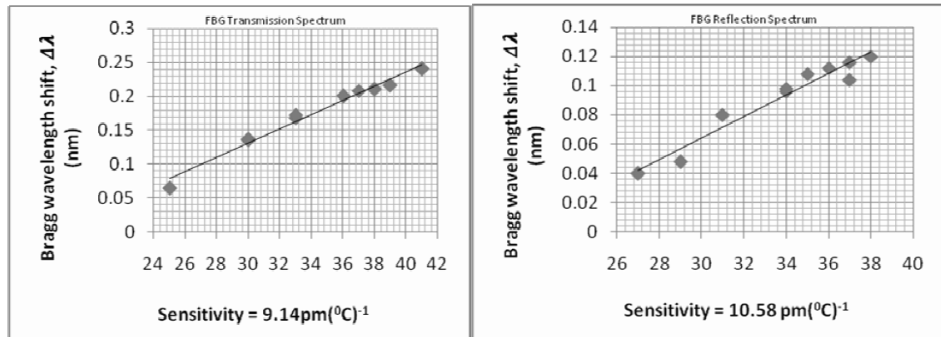 FBG Transmission Spectrum
Bragg wavelength shift, Δλ
(nm)
0.3
0.25
0.2
0.15
0.1
0.05
0
24 26 28 30 32 34 36 38 40 42
Sensitivity = 9.14pm(⁰C)⁻¹
FBG Reflection Spectrum
Bragg wavelength shift, Δλ
(nm)
0.14
0.12
0.10
0.08
0.06
0.04
0.02
0
26 28 30 32 34 36 38 40
Sensitivity = 10.58 pm(⁰C)⁻¹